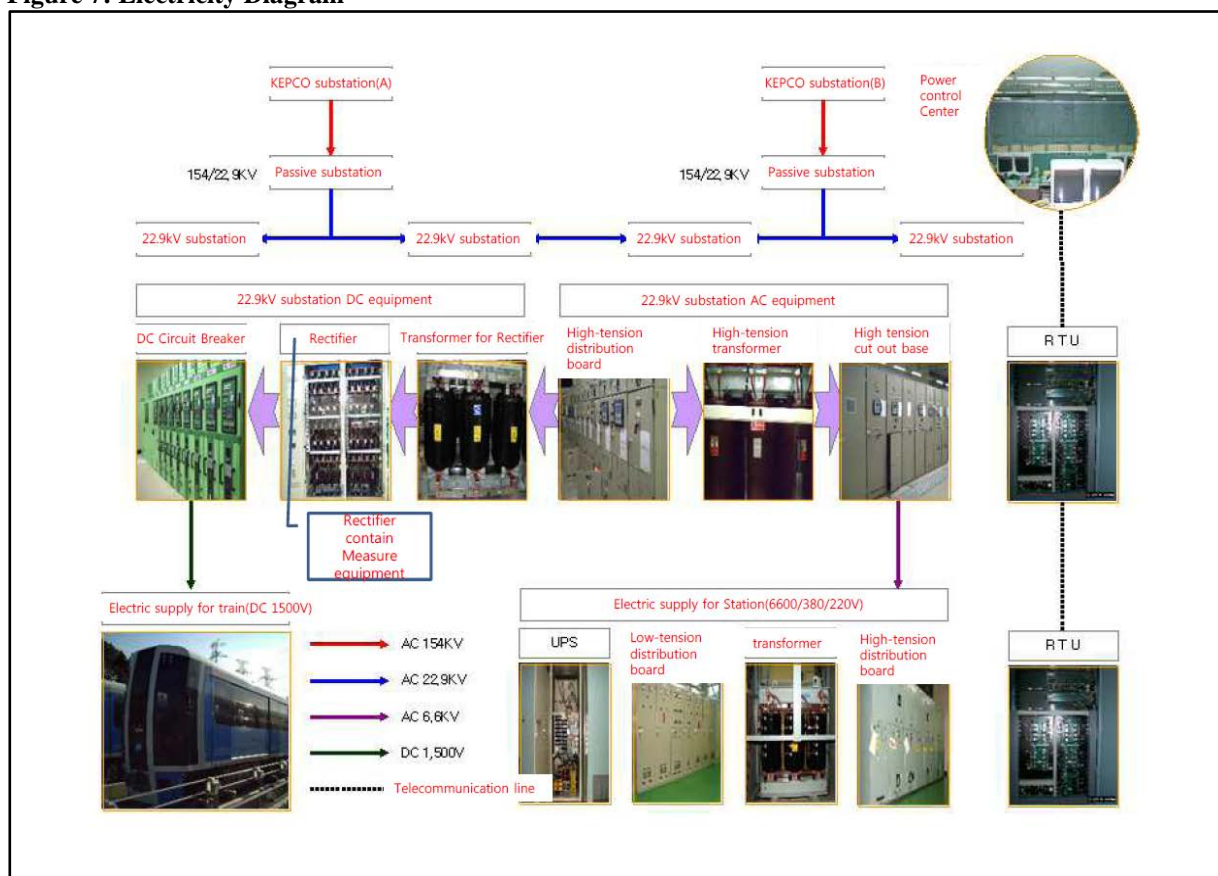 Figure 7: Electricity Diagram
KEPCO substation(A)
KEPCO substation(B)
Power
control
Center
154/22,9KV
Passive substation
154/22,9KV
Passive substation
22.9kV substation
22.9kV substation
22.9kV substation
22.9kV substation
22.9kV substation DC equipment
22.9kV substation AC equipment
DC Circuit Breaker
Rectifier
Transformer for Rectifier
High-tension
distribution
board
High-tension
transformer
High tension
cut out base
R T U
Rectifier
contain
Measure
equipment
Electric supply for train(DC 1500V)
Electric supply for Station(6600/380/220V)
AC 154KV
AC 22,9KV
AC 6,6KV
DC 1,500V
Telecommunication line
UPS
Low-tension
distribution
board
transformer
High-tension
distribution
board
R T U